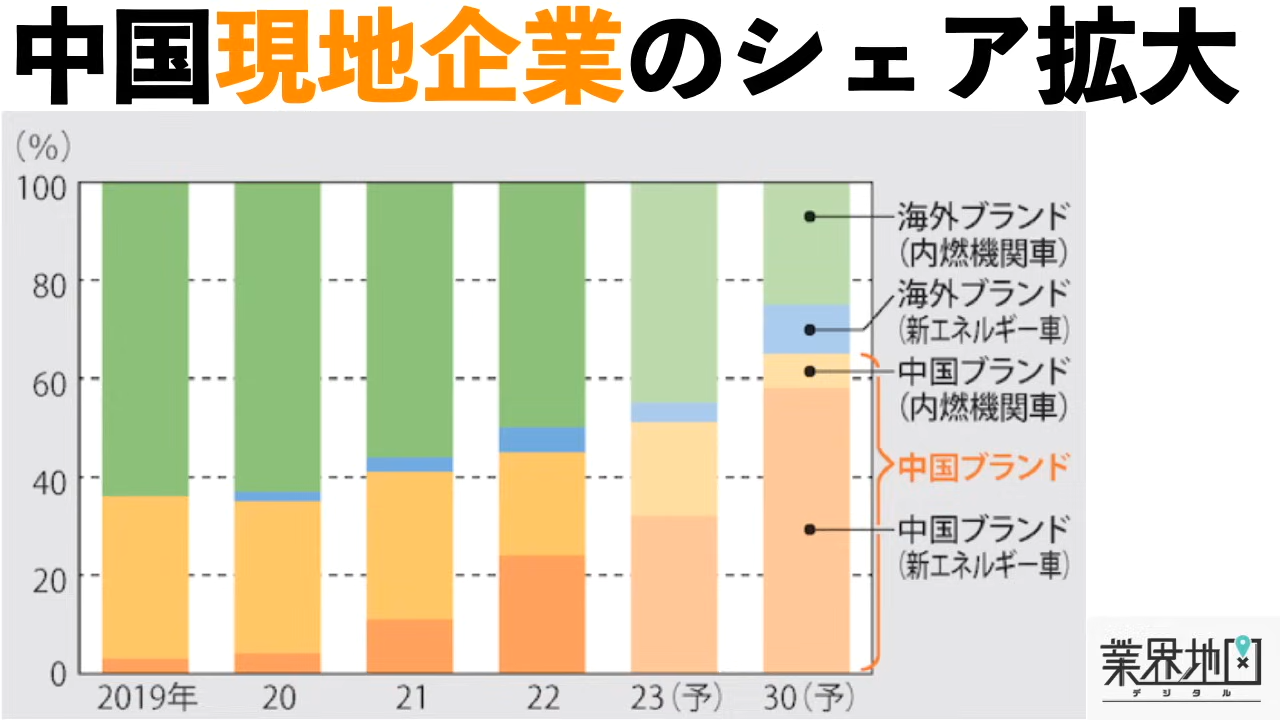 中国現地企業のシェア拡大
(%)
100
80
60
40
20
0
2019年 20 21 22 23(予) 30(予)
海外ブランド
(内燃機関車)
海外ブランド
(新エネルギー車)
中国ブランド
(内燃機関車)
中国ブランド
中国ブランド
(新エネルギー車)
業界地図
デジタル